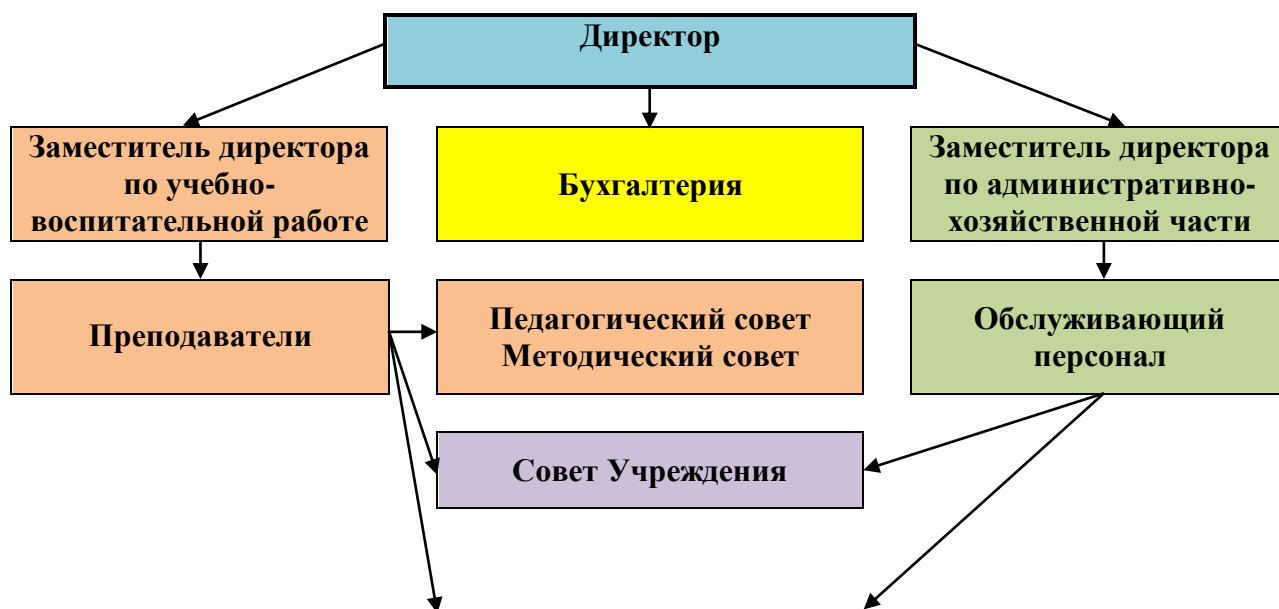 Директор
Заместитель директора
по учебно-
воспитательной работе
Бухгалтерия
Заместитель директора
по административно-
хозяйственной части
Преподаватели
Педагогический совет
Методический совет
Обслуживающий
персонал
Совет Учреждения